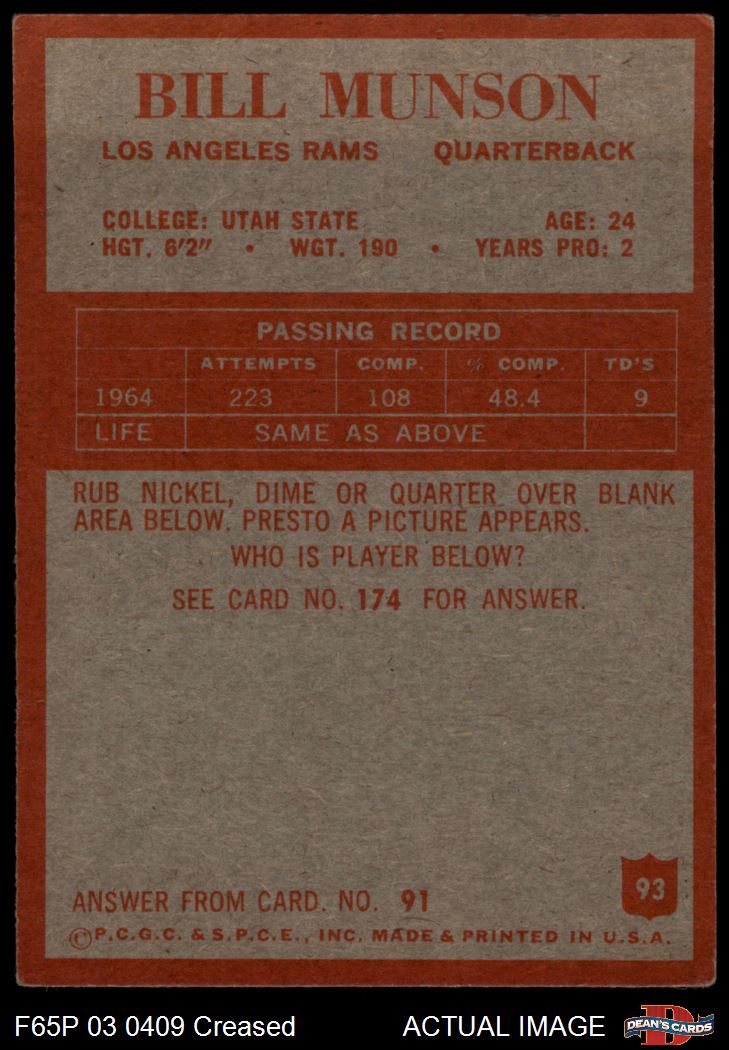 BILL MUNSON
LOS ANGELES RAMS QUARTERBACK
COLLEGE: UTAH STATE AGE: 24
HGT. 6'2" • WGT. 190 • YEARS PRO: 2
PASSING RECORD
ATTEMPTS COMP. % COMP. TD'S
1964 223 108 48.4 9
LIFE SAME AS ABOVE
RUB NICKEL, DIME OR QUARTER OVER BLANK
AREA BELOW. PRESTO A PICTURE APPEARS.
WHO IS PLAYER BELOW?
SEE CARD NO. 174 FOR ANSWER.
93
ANSWER FROM CARD. NO. 91
©P.C.G.C. & S.P.C.E., INC. MADE & PRINTED IN U.S.A.
F65P 03 0409 Creased ACTUAL IMAGE
D
DEAN'S CARDS